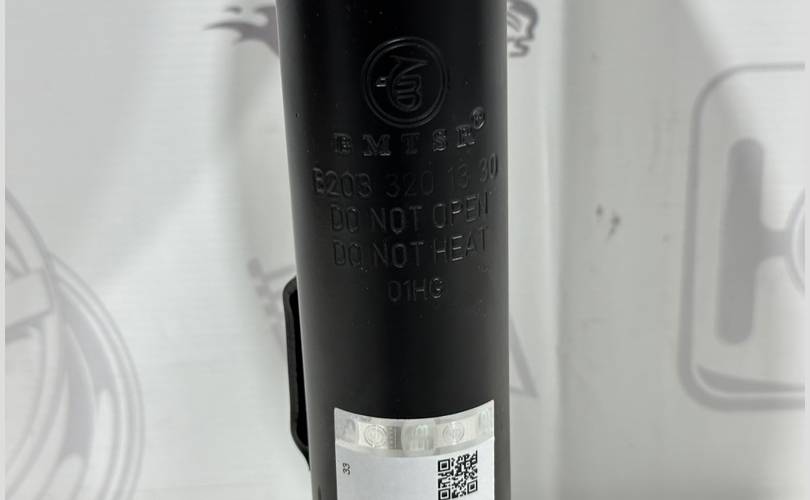 BMTSR®
B203 320 13 30
DO NOT OPEN
DO NOT HEAT
01HG
33